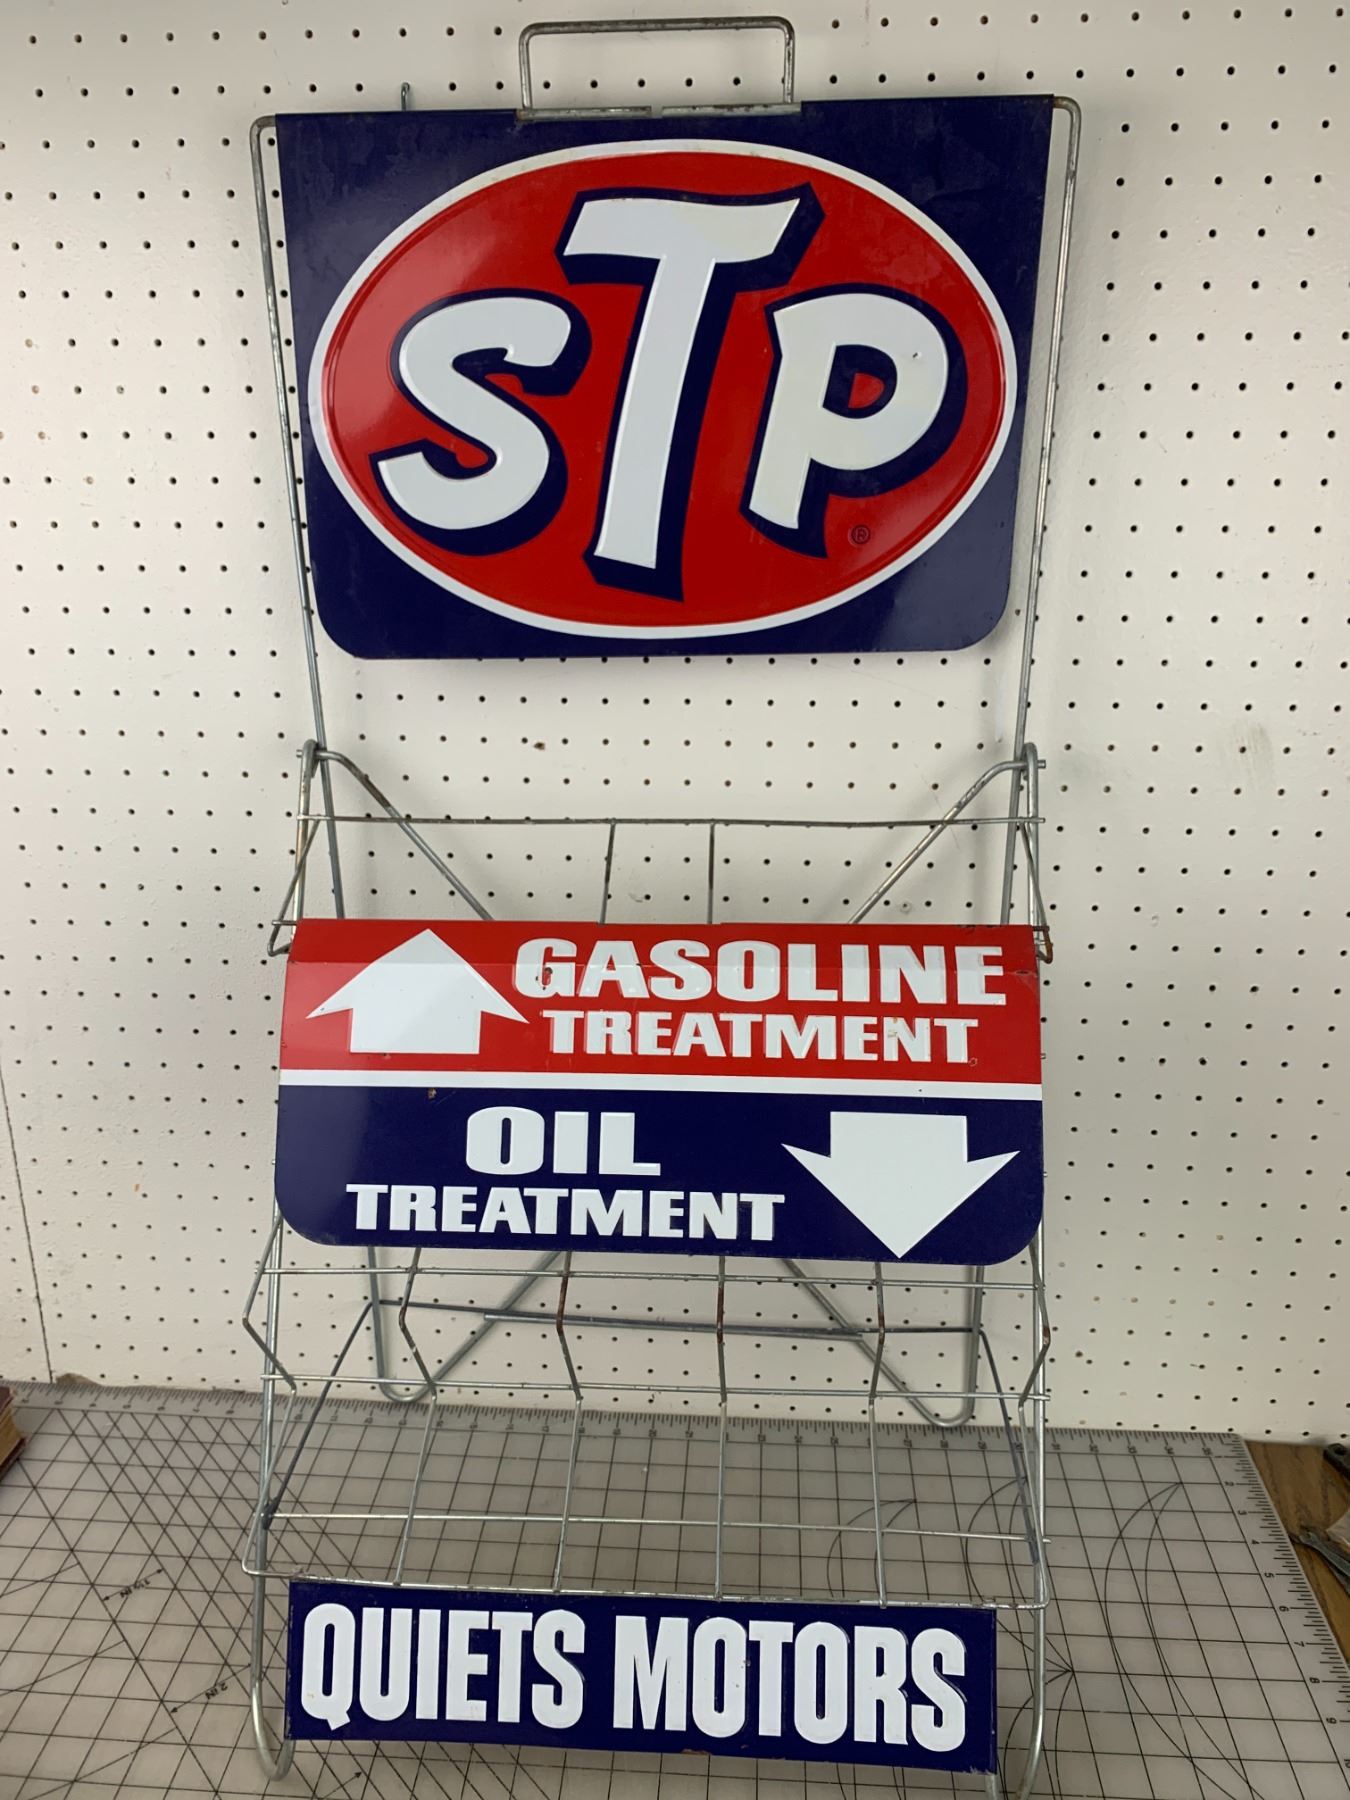 STP
®
GASOLINE
TREATMENT
OIL
TREATMENT
QUIETS MOTORS